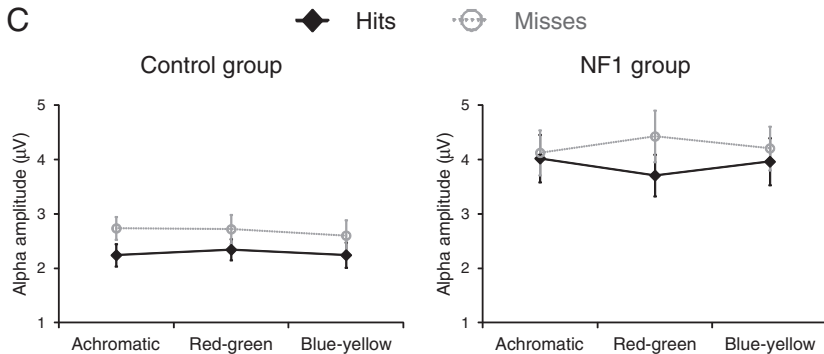 C
Hits
Misses
Control group
Alpha amplitude (μV)
5
4
3
2
1
Achromatic Red-green Blue-yellow
NF1 group
Alpha amplitude (μV)
5
4
3
2
1
Achromatic Red-green Blue-yellow